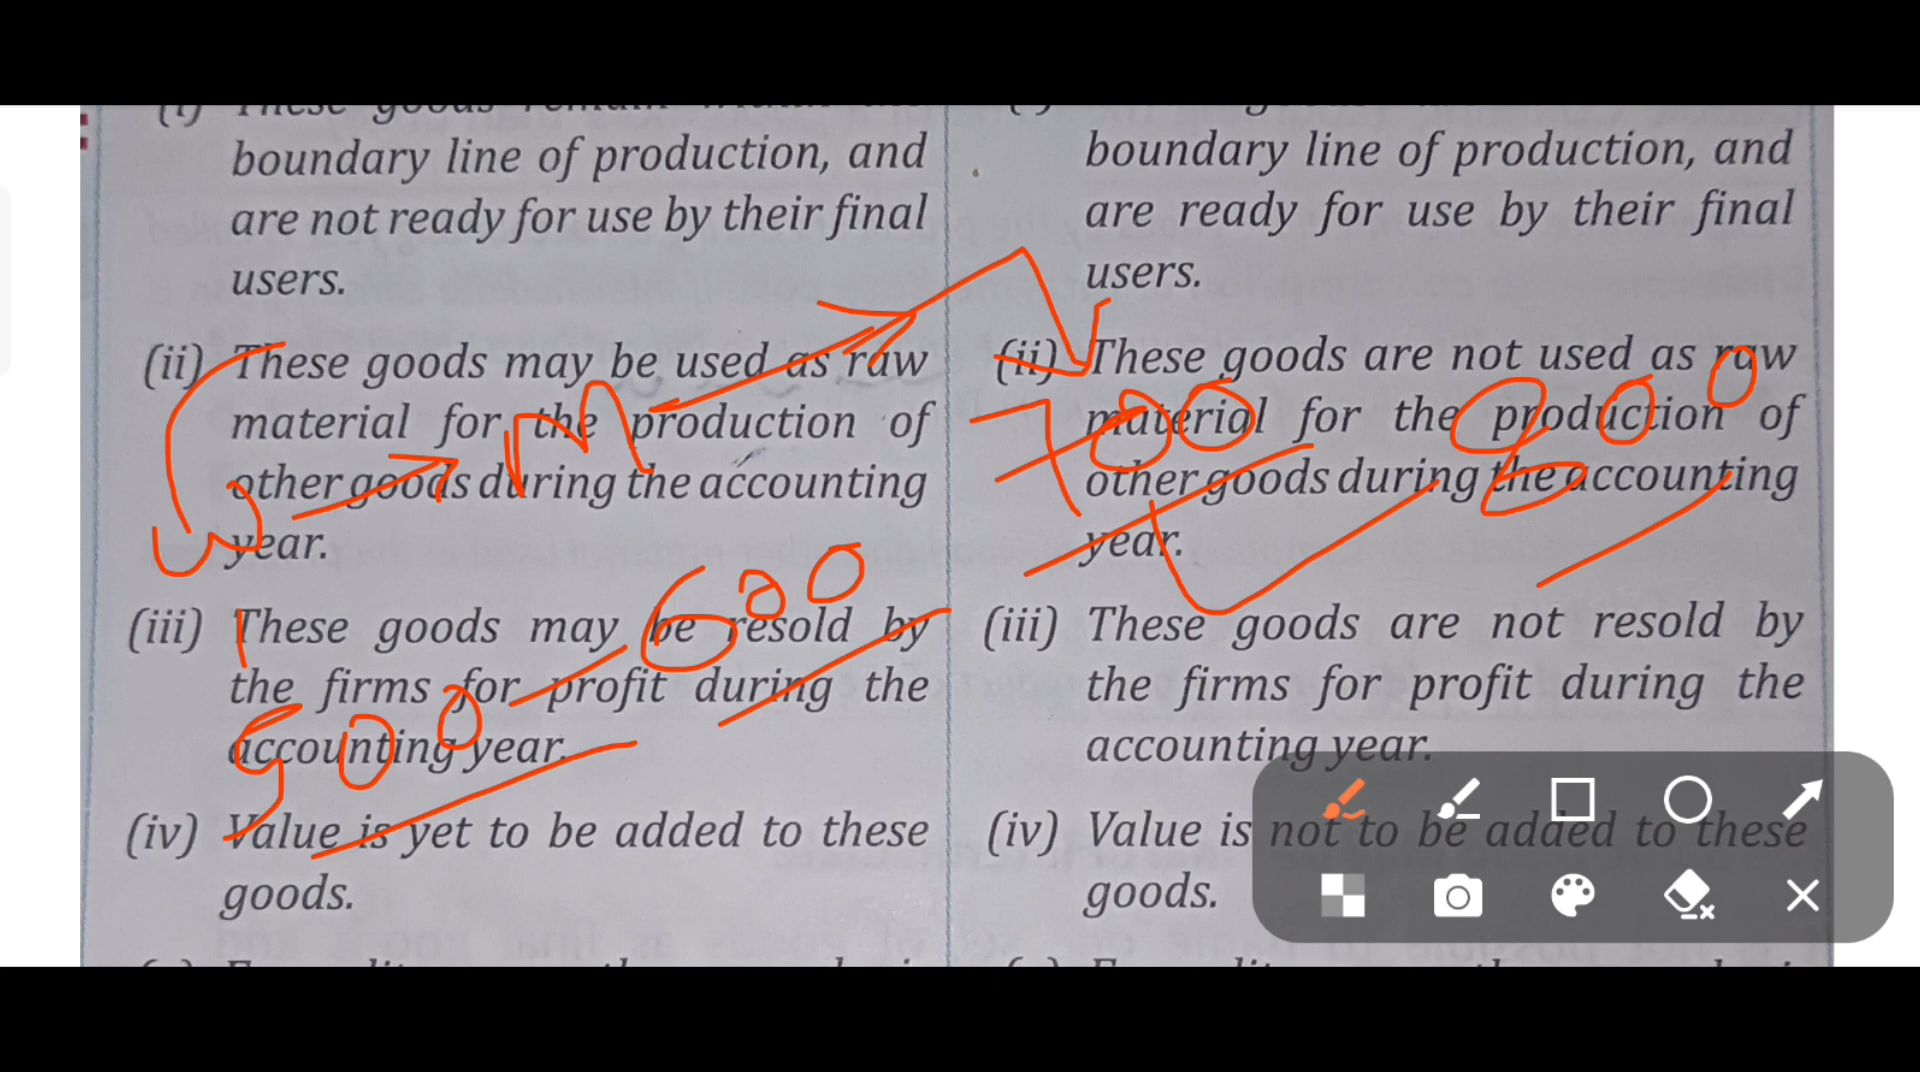 (i) These goods remain within the
boundary line of production, and
are not ready for use by their final
users.
(ii) These goods may be used as raw
material for the production of
other goods during the accounting
year.
(iii) These goods may be resold by
the firms for profit during the
accounting year.
(iv) Value is yet to be added to these
goods.
boundary line of production, and
are ready for use by their final
users.
(ii) These goods are not used as raw
material for the production of
other goods during the accounting
year.
(iii) These goods are not resold by
the firms for profit during the
accounting year.
(iv) Value is not to be added to these
goods.
M
600
500
700
800